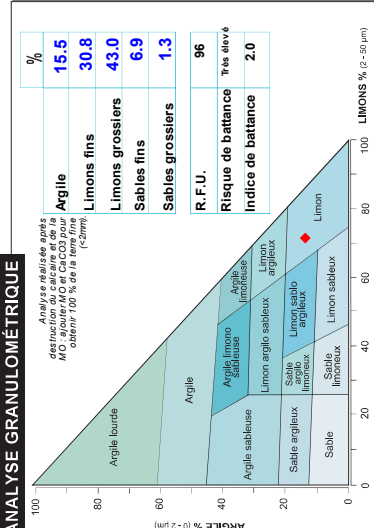 ANALYSE GRANULOMÉTRIQUE
Analyse réalisée après
destruction du calcaire et de la
MO : ajouter MO et CaCO3 pour
obtenir 100 % de la terre fine
(<2mm).
%
Argile 15.5
Limons fins 30.8
Limons grossiers 43.0
Sables fins 6.9
Sables grossiers 1.3
R.F.U. 96
Risque de battance Très élevé
Indice de battance 2.0
ARGILE % (0 - 2 µm)
100
80
60
40
20
0
Argile lourde
Argile
Argile sableuse
Argile limono
sableuse
Argile
limoneuse
Sable argileux
Sable
argilo
limoneux
Limon argilo sableux
Limon
argileux
Limon sablo
argileux
Limon
Sable
Sable
limoneux
Limon sableux
0
20
40
60
80
100
LIMONS % (2 - 50 µm)